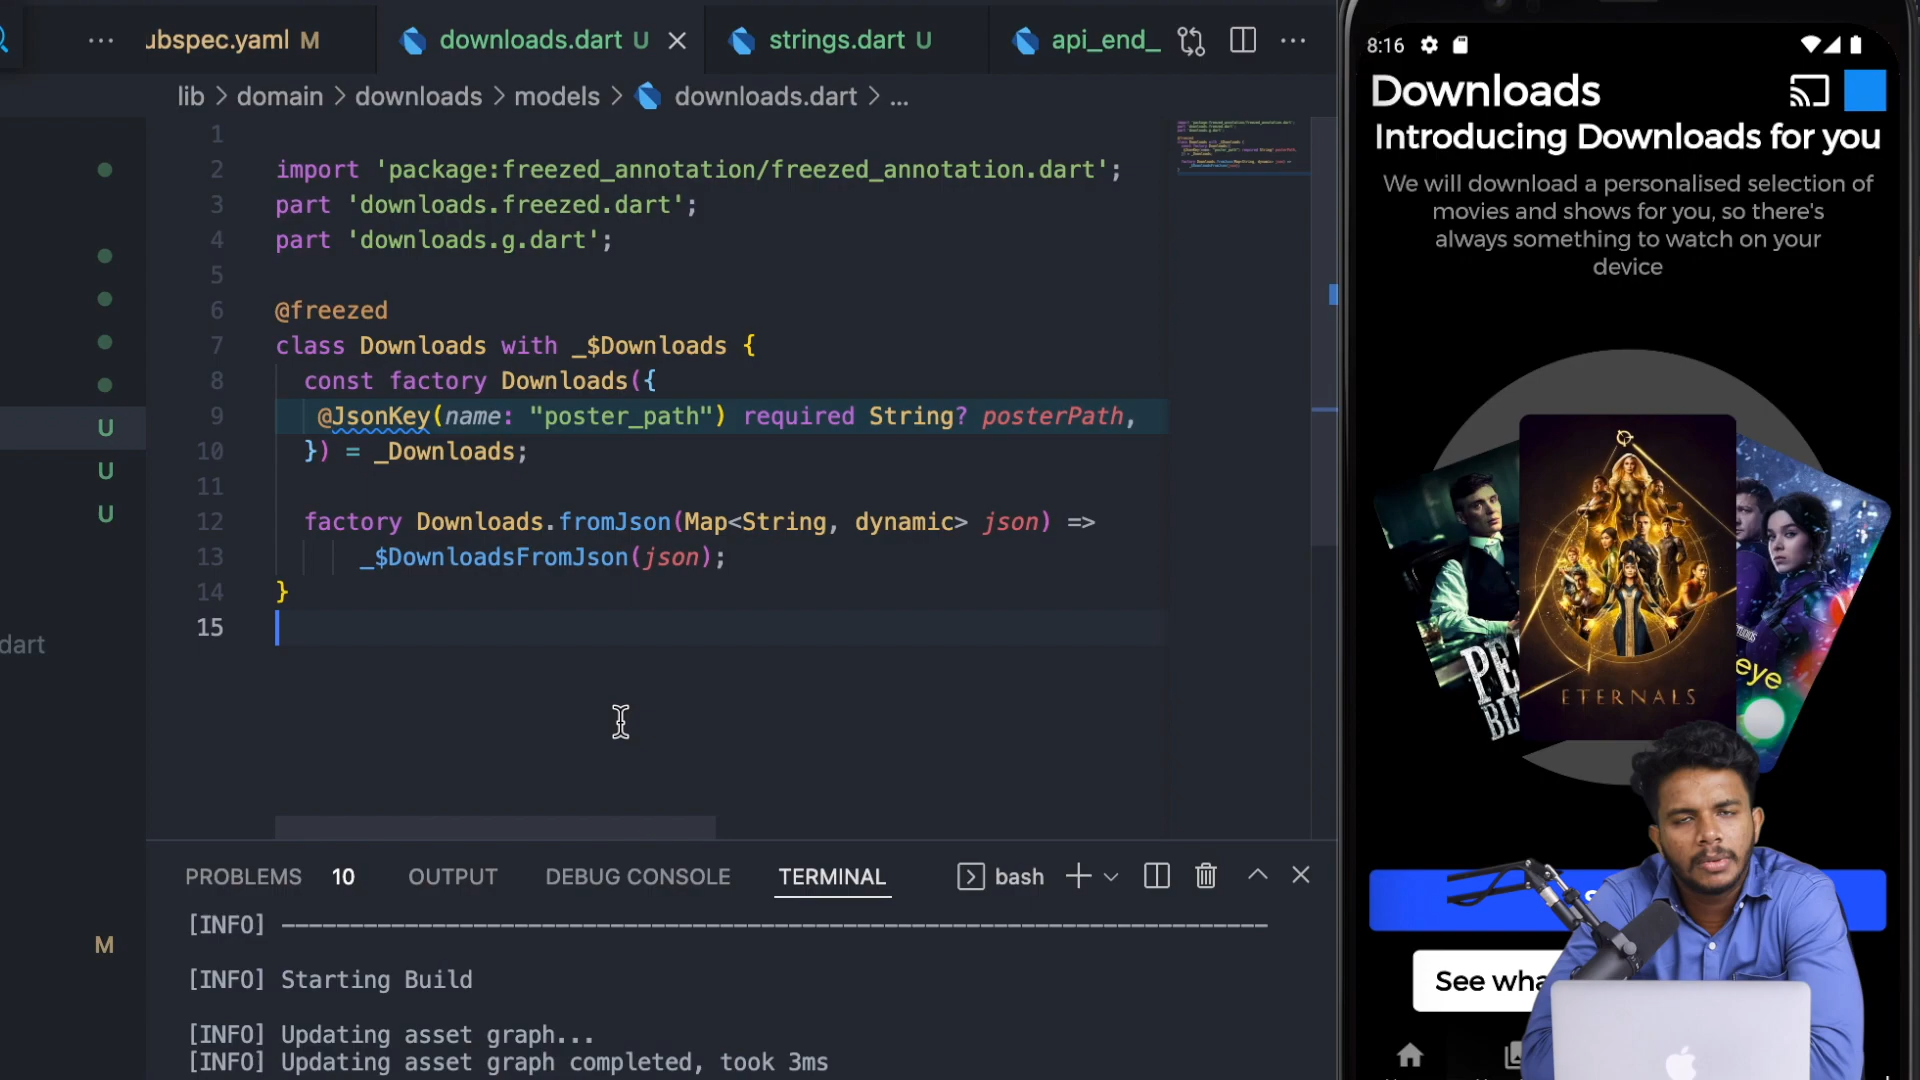 ubspec.yaml M
downloads.dart U
strings.dart U
api_end_
lib > domain > downloads > models > downloads.dart > ...
1
2 import 'package:freezed_annotation/freezed_annotation.dart';
3 part 'downloads.freezed.dart';
4 part 'downloads.g.dart';
5
6 @freezed
7 class Downloads with _$Downloads {
8 const factory Downloads({
9 @JsonKey(name: "poster_path") required String? posterPath,
10 }) = _Downloads;
11
12 factory Downloads.fromJson(Map<String, dynamic> json) =>
13 _$DownloadsFromJson(json);
14 }
15
U
U
U
dart
M
PROBLEMS 10 OUTPUT DEBUG CONSOLE TERMINAL bash
[INFO] ------------------------------------------------------------------------
[INFO] Starting Build
[INFO] Updating asset graph...
[INFO] Updating asset graph completed, took 3ms
8:16
Downloads
Introducing Downloads for you
We will download a personalised selection of
movies and shows for you, so there's
always something to watch on your
device
PE
BL
ETERNALS
eye
See wha